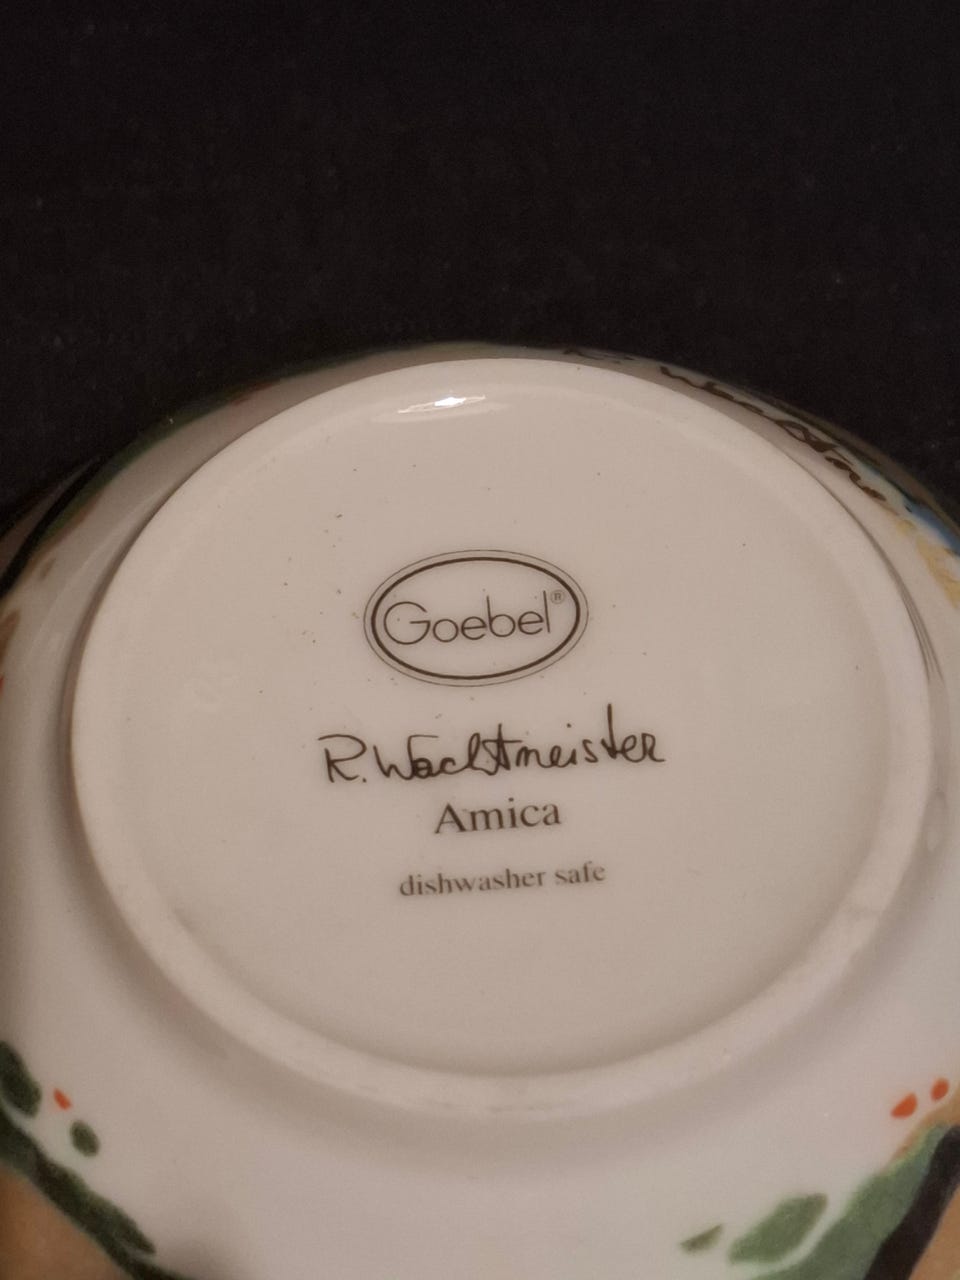 Goebel®
R. Wachtmeister
Amica
dishwasher safe